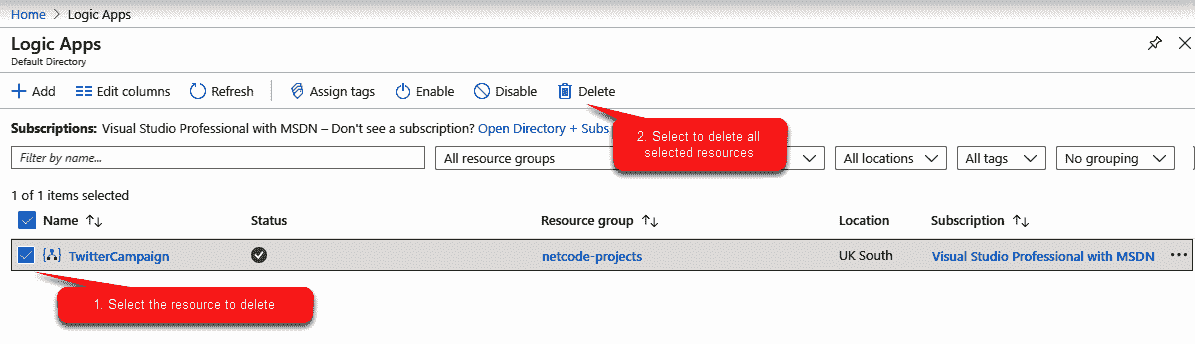 Home > Logic Apps
Logic Apps
Default Directory
Add Edit columns Refresh Assign tags Enable Disable Delete
Subscriptions: Visual Studio Professional with MSDN – Don't see a subscription? Open Directory + Subs
2. Select to delete all
selected resources
Filter by name... All resource groups All locations All tags No grouping
1 of 1 items selected
Name Status Resource group Location Subscription
TwitterCampaign netcode-projects UK South Visual Studio Professional with MSDN ...
1. Select the resource to delete